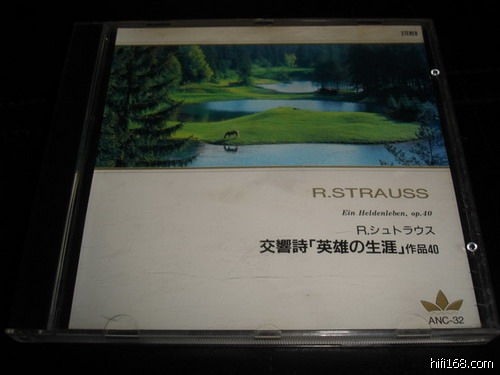 STEREO
R.STRAUSS
Ein Heldenleben, op.40
R.シュトラウス
交響詩「英雄の生涯」作品40
ANC-32
hifi168.com